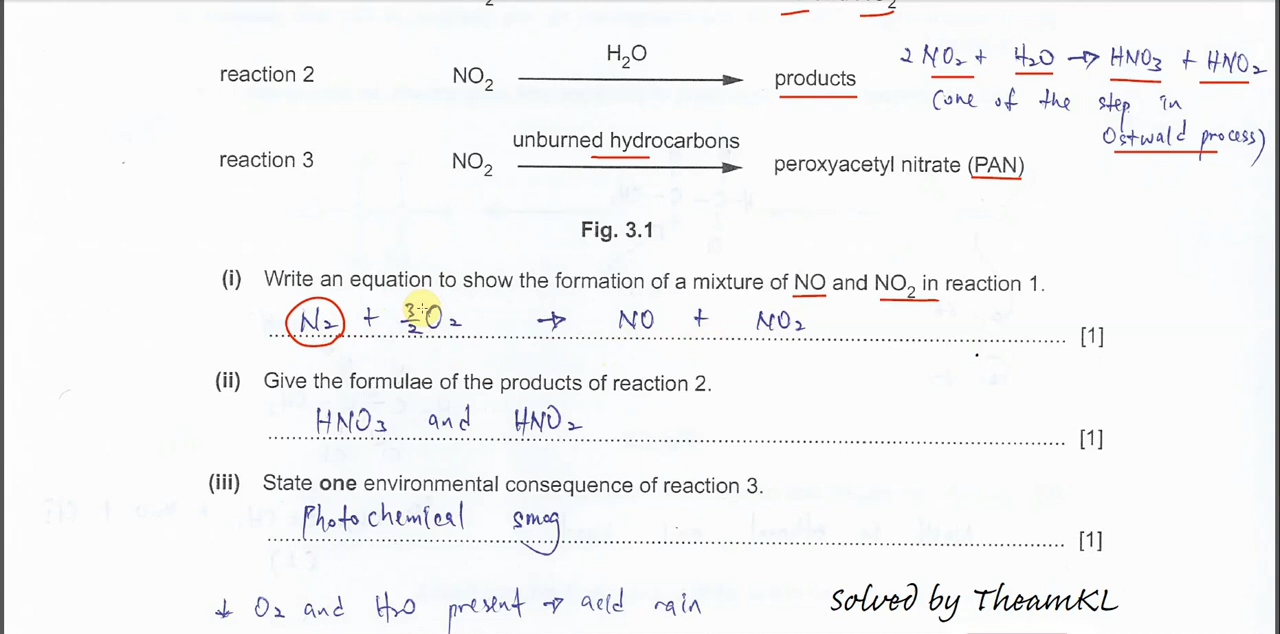 H₂O
reaction 2 NO₂ products
2 NO₂ + H₂O → HNO₃ + HNO₂
(one of the step in
Ostwald process)
unburned hydrocarbons
reaction 3 NO₂ peroxyacetyl nitrate (PAN)
Fig. 3.1
(i) Write an equation to show the formation of a mixture of NO and NO₂ in reaction 1.
N₂ + 3/2 O₂ → NO + NO₂
[1]
(ii) Give the formulae of the products of reaction 2.
HNO₃ and HNO₂
[1]
(iii) State one environmental consequence of reaction 3.
Photochemical smog
[1]
↓ O₂ and H₂O present → acid rain
Solved by TheamKL